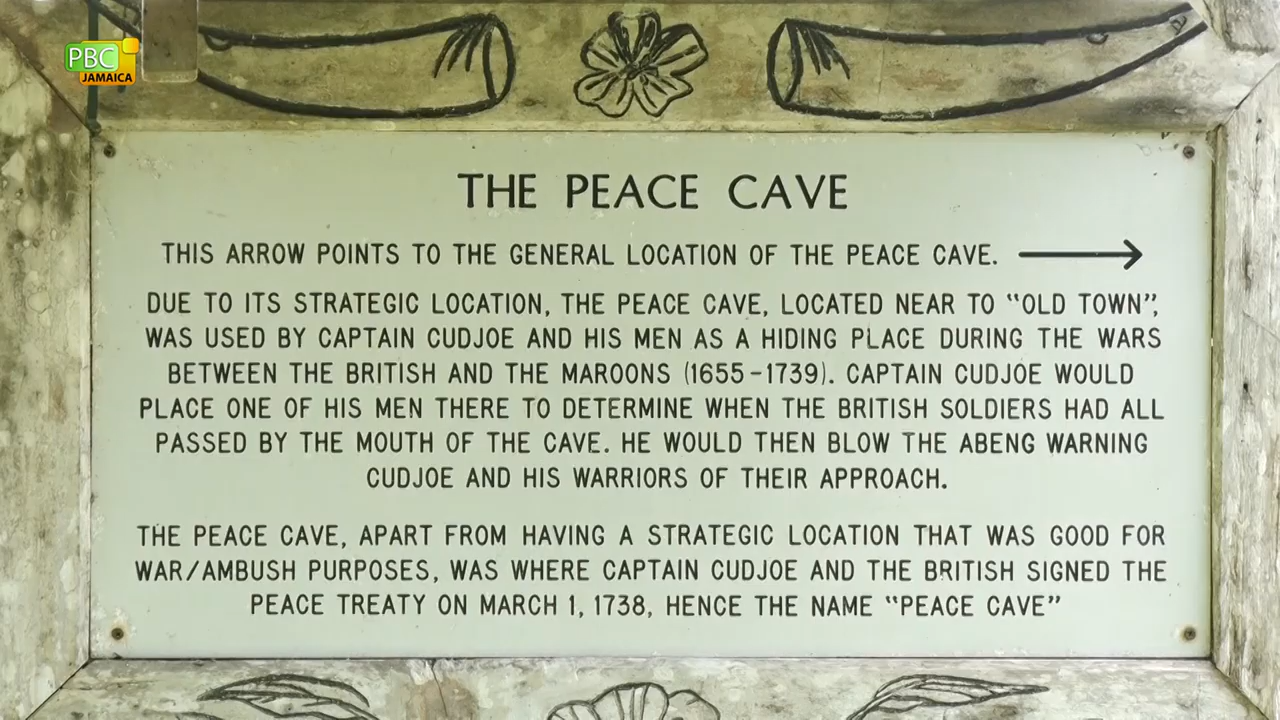 PBC
JAMAICA
THE PEACE CAVE
THIS ARROW POINTS TO THE GENERAL LOCATION OF THE PEACE CAVE.
DUE TO ITS STRATEGIC LOCATION, THE PEACE CAVE, LOCATED NEAR TO "OLD TOWN",
WAS USED BY CAPTAIN CUDJOE AND HIS MEN AS A HIDING PLACE DURING THE WARS
BETWEEN THE BRITISH AND THE MAROONS (1655-1739). CAPTAIN CUDJOE WOULD
PLACE ONE OF HIS MEN THERE TO DETERMINE WHEN THE BRITISH SOLDIERS HAD ALL
PASSED BY THE MOUTH OF THE CAVE. HE WOULD THEN BLOW THE ABENG WARNING
CUDJOE AND HIS WARRIORS OF THEIR APPROACH.
THE PEACE CAVE, APART FROM HAVING A STRATEGIC LOCATION THAT WAS GOOD FOR
WAR/AMBUSH PURPOSES, WAS WHERE CAPTAIN CUDJOE AND THE BRITISH SIGNED THE
PEACE TREATY ON MARCH 1, 1738, HENCE THE NAME "PEACE CAVE"